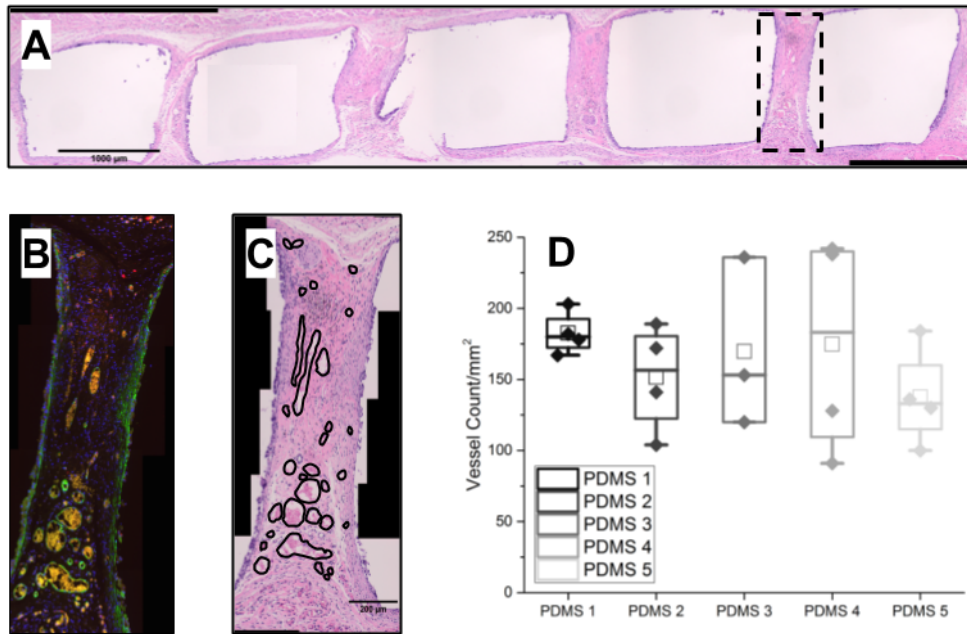 A
1000 µm
B
C
200 µm
D
Vessel Count/mm²
250
200
150
100
50
0
PDMS 1
PDMS 2
PDMS 3
PDMS 4
PDMS 5
PDMS 1
PDMS 2
PDMS 3
PDMS 4
PDMS 5